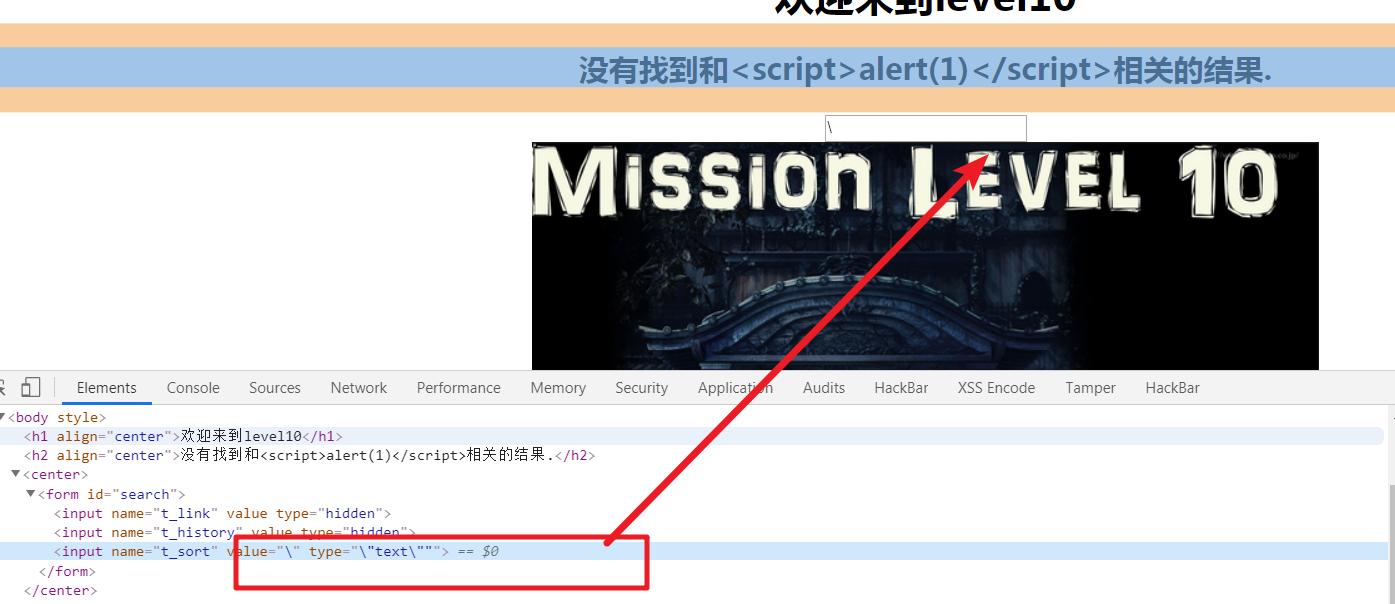 欢迎来到level10
没有找到和<script>alert(1)</script>相关的结果.
\
MISSION LEVEL 10
Elements Console Sources Network Performance Memory Security Application Audits HackBar XSS Encode Tamper HackBar
<body style>
<h1 align="center">欢迎来到level10</h1>
<h2 align="center">没有找到和<script>alert(1)</script>相关的结果.</h2>
<center>
<form id="search">
<input name="t_link" value type="hidden">
<input name="t_history" value type="hidden">
<input name="t_sort" value="\" type="\"text\""> == $0
</form>
</center>